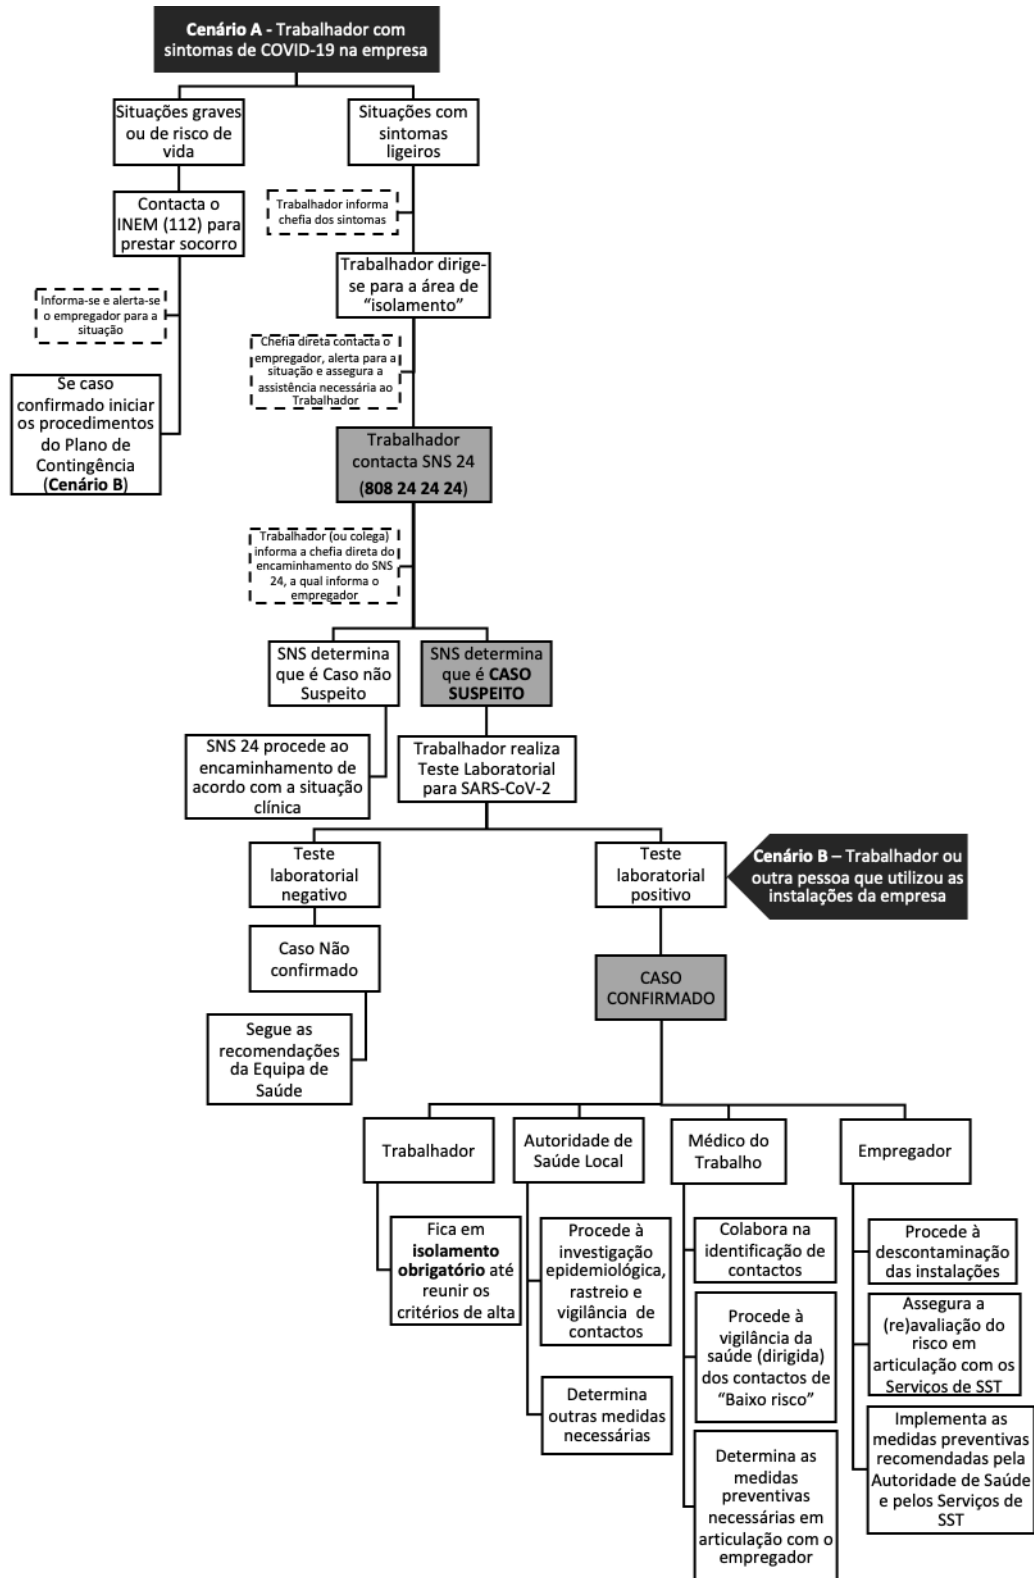 Cenário A - Trabalhador com
sintomas de COVID-19 na empresa
Situações graves
ou de risco de
vida
Situações com
sintomas
ligeiros
Contacta o
INEM (112) para
prestar socorro
Trabalhador informa
chefia dos sintomas
Trabalhador dirige-
se para a área de
“isolamento”
Informa-se e alerta-se
o empregador para a
situação
Chefia direta contacta o
empregador, alerta para a
situação e assegura a
assistência necessária ao
Trabalhador
Se caso
confirmado iniciar
os procedimentos
do Plano de
Contingência
(Cenário B)
Trabalhador
contacta SNS 24
(808 24 24 24)
Trabalhador (ou colega)
informa a chefia direta do
encaminhamento do SNS
24, a qual informa o
empregador
SNS determina
que é Caso não
Suspeito
SNS determina
que é CASO
SUSPEITO
SNS 24 procede ao
encaminhamento de
acordo com a situação
clínica
Trabalhador realiza
Teste Laboratorial
para SARS-CoV-2
Teste
laboratorial
negativo
Teste
laboratorial
positivo
Cenário B – Trabalhador ou
outra pessoa que utilizou as
instalações da empresa
Caso Não
confirmado
CASO
CONFIRMADO
Segue as
recomendações
da Equipa de
Saúde
Trabalhador
Autoridade de
Saúde Local
Médico do
Trabalho
Empregador
Fica em
isolamento
obrigatório até
reunir os
critérios de alta
Procede à
investigação
epidemiológica,
rastreio e
vigilância de
contactos
Determina
outras medidas
necessárias
Colabora na
identificação de
contactos
Procede à
vigilância da
saúde (dirigida)
dos contactos de
“Baixo risco”
Determina as
medidas
preventivas
necessárias em
articulação com o
empregador
Procede à
descontaminação
das instalações
Assegura a
(re)avaliação do
risco em
articulação com os
Serviços de SST
Implementa as
medidas preventivas
recomendadas pela
Autoridade de Saúde
e pelos Serviços de
SST